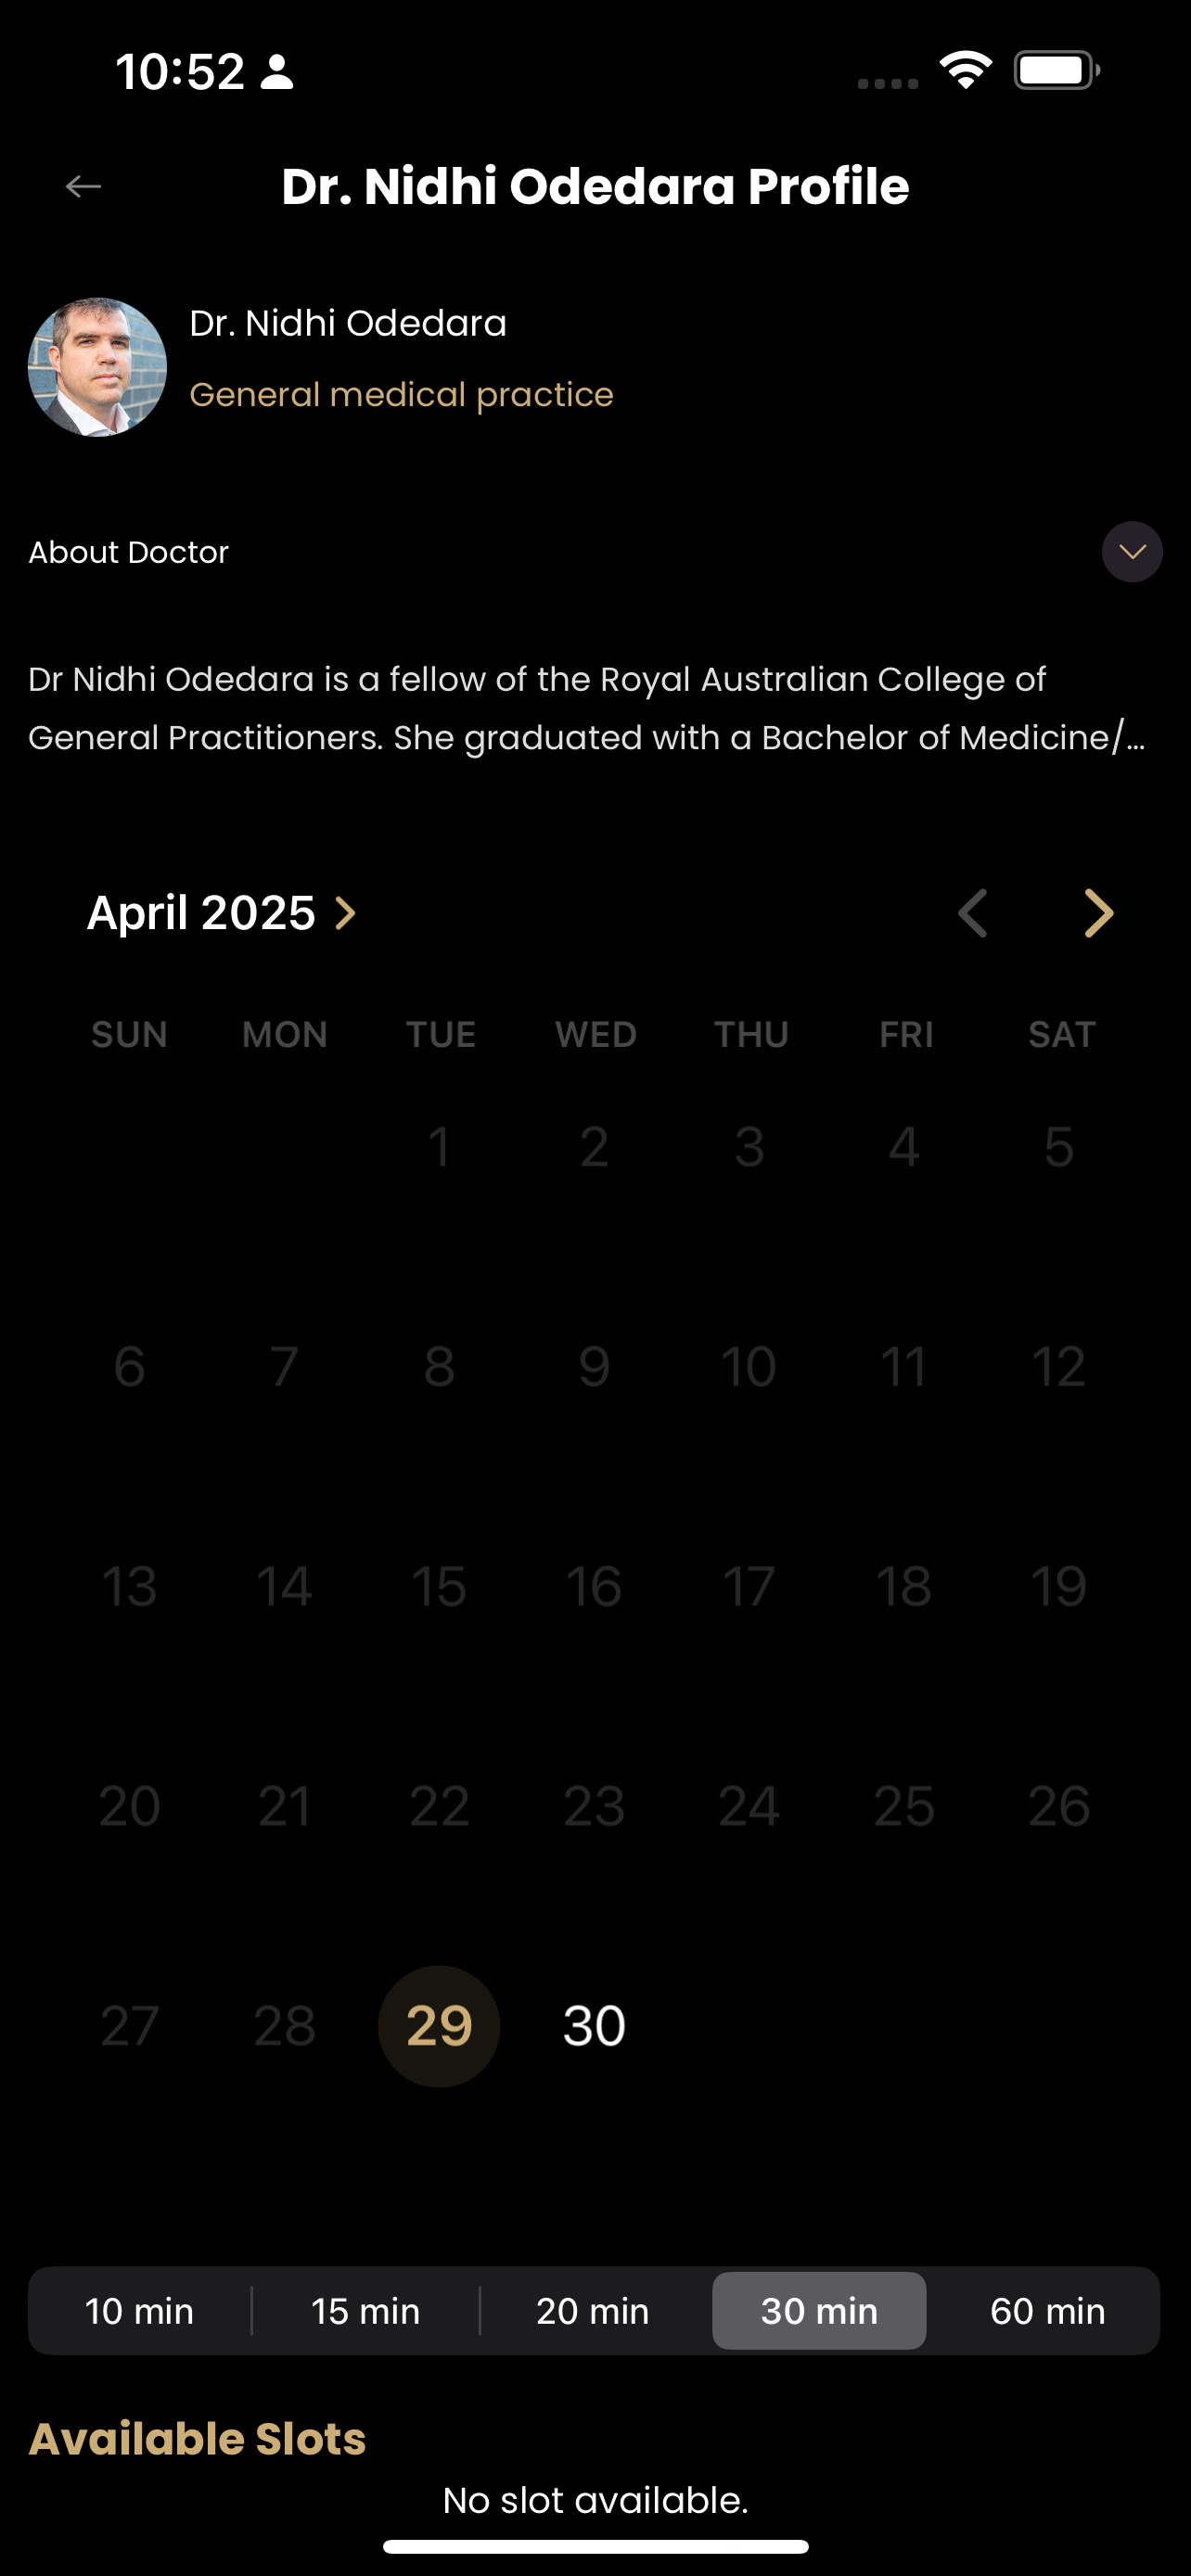 10:52
Dr. Nidhi Odedara Profile
Dr. Nidhi Odedara
General medical practice
About Doctor
Dr Nidhi Odedara is a fellow of the Royal Australian College of
General Practitioners. She graduated with a Bachelor of Medicine/...
April 2025
SUN MON TUE WED THU FRI SAT
1 2 3 4 5
6 7 8 9 10 11 12
13 14 15 16 17 18 19
20 21 22 23 24 25 26
27 28 29 30
10 min 15 min 20 min 30 min 60 min
Available Slots
No slot available.